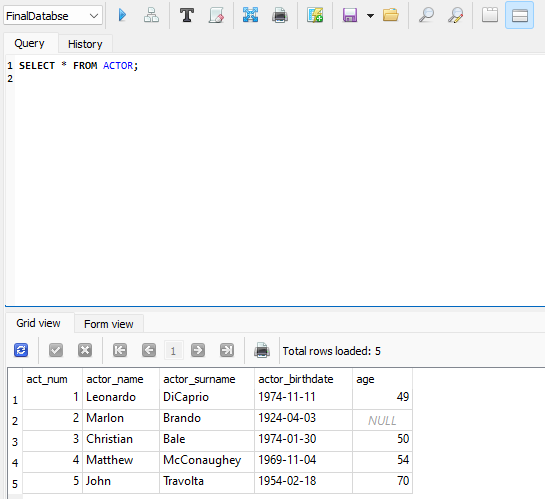 FinalDatabse
Query History
1 SELECT * FROM ACTOR;
2
Grid view Form view
1 Total rows loaded: 5
act_num actor_name actor_surname actor_birthdate age
1 1 Leonardo DiCaprio 1974-11-11 49
2 2 Marlon Brando 1924-04-03 NULL
3 3 Christian Bale 1974-01-30 50
4 4 Matthew McConaughey 1969-11-04 54
5 5 John Travolta 1954-02-18 70